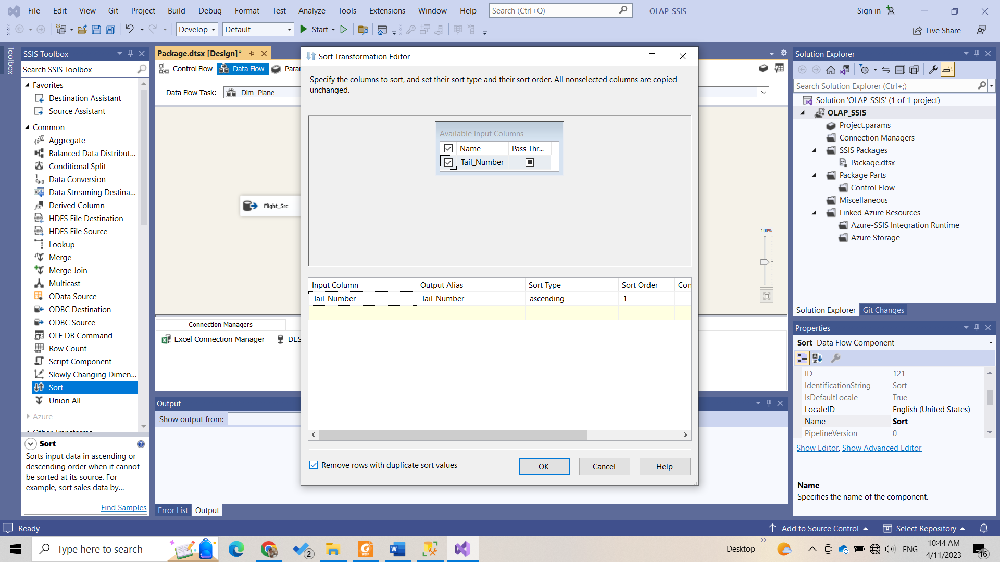 File Edit View Git Project Build Debug Format Test Analyze Tools Extensions Window Help Search (Ctrl+Q) OLAP_SSIS Sign in
Develop Default Start Live Share
Toolbox
SSIS Toolbox
Search SSIS Toolbox
Favorites
Destination Assistant
Source Assistant
Common
Aggregate
Balanced Data Distribut...
Conditional Split
Data Conversion
Data Streaming Destina...
Derived Column
HDFS File Destination
HDFS File Source
Lookup
Merge
Merge Join
Multicast
OData Source
ODBC Destination
ODBC Source
OLE DB Command
Row Count
Script Component
Slowly Changing Dimen...
Sort
Union All
Azure
Other Transforms
Sort
Sorts input data in ascending or
descending order when it cannot
be sorted at its source. For
example, sort sales data by...
Find Samples
Package.dtsx [Design]*
Control Flow Data Flow Param
Data Flow Task: Dim_Plane
Flight_Src
100%
Connection Managers
Excel Connection Manager DES
Output
Show output from:
Error List Output
Sort Transformation Editor
Specify the columns to sort, and set their sort type and their sort order. All nonselected columns are copied
unchanged.
Available Input Columns
Name Pass Thr...
Tail_Number
Input Column Output Alias Sort Type Sort Order Con
Tail_Number Tail_Number ascending 1
Remove rows with duplicate sort values
OK Cancel Help
Solution Explorer
Search Solution Explorer (Ctrl+;)
Solution 'OLAP_SSIS' (1 of 1 project)
OLAP_SSIS
Project.params
Connection Managers
SSIS Packages
Package.dtsx
Package Parts
Control Flow
Miscellaneous
Linked Azure Resources
Azure-SSIS Integration Runtime
Azure Storage
Solution Explorer Git Changes
Properties
Sort Data Flow Component
ID 121
IdentificationString Sort
IsDefaultLocale True
LocaleID English (United States)
Name Sort
PipelineVersion 0
Show Editor, Show Advanced Editor
Name
Specifies the name of the component.
Ready Add to Source Control Select Repository
Type here to search 2 Desktop ENG 10:44 AM
4/11/2023 16